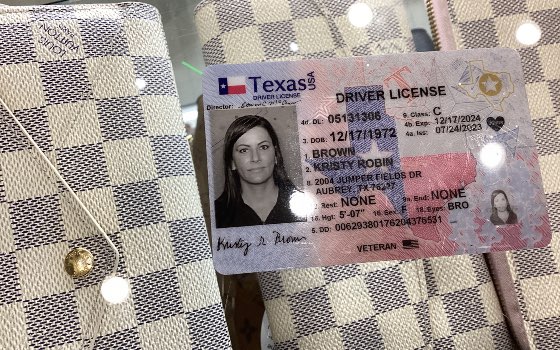 LOUIS
VUITTON
Texas USA
DRIVER LICENSE
Director:
DRIVER LICENSE
4d. DL: 05131306 9. Class: C
4b. Exp: 12/17/2024
3. DOB: 12/17/1972 4a. Iss: 07/24/2023
1. BROWN
2. KRISTY ROBIN
8. 2004 JUMPER FIELDS DR
AUBREY, TX
12. Rest: NONE 9a. End: NONE
16. Hgt: 5'-07" 15. Sex: F 18. Eyes: BRO
5. DD:
Kristy R Brown
VETERAN